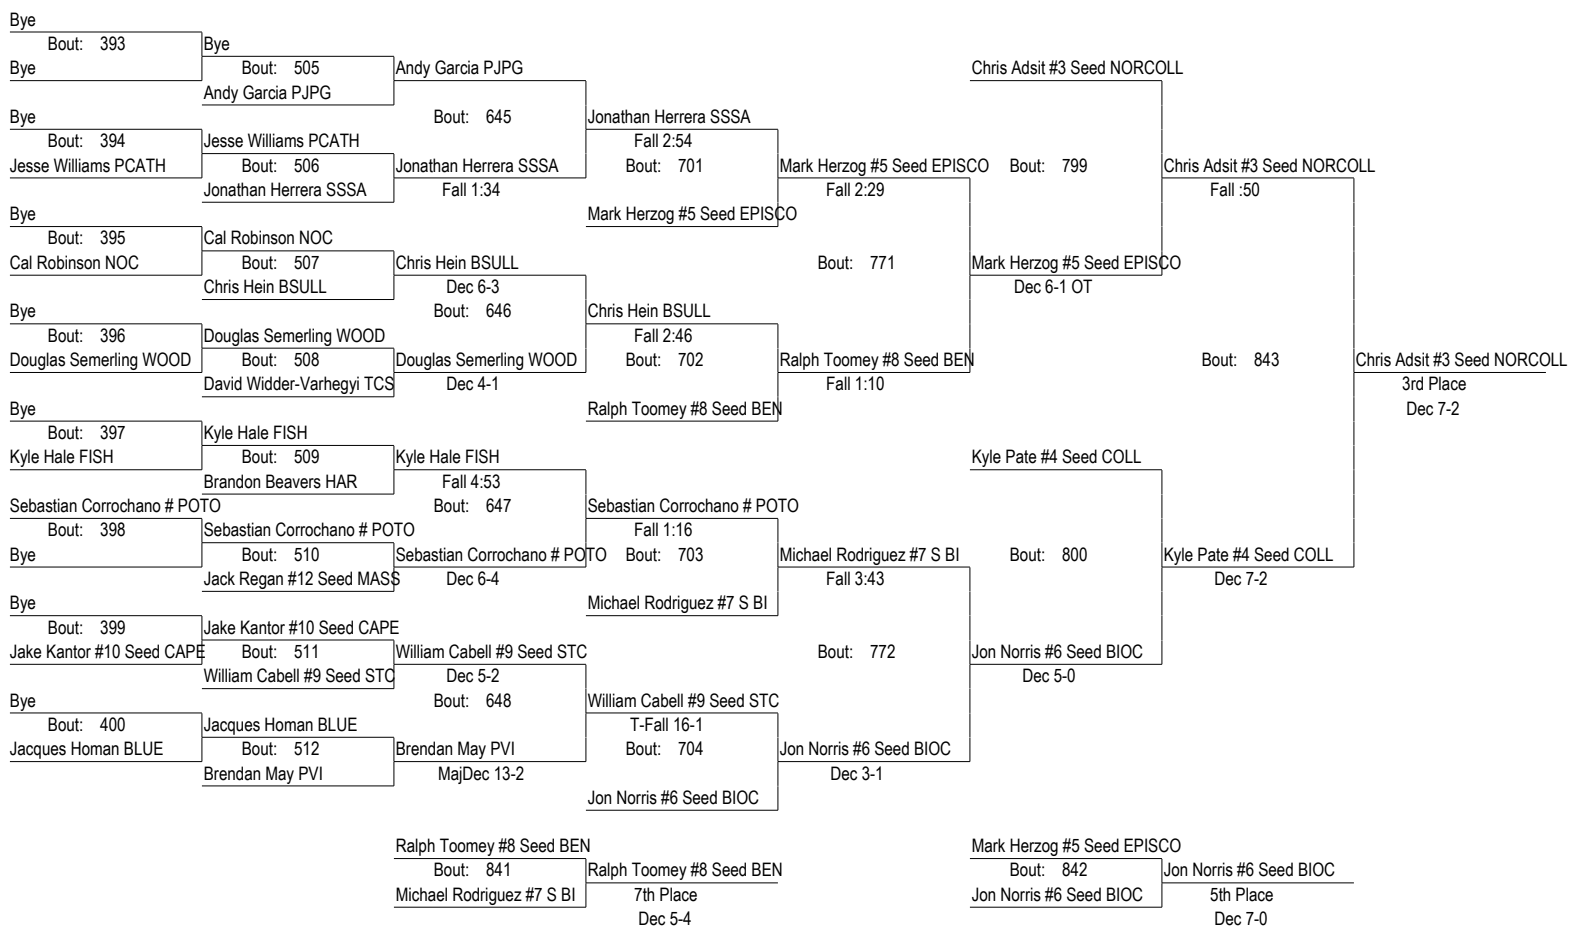 Bye
Bout: 393
Bye
Bye
Bout: 505
Bye
Andy Garcia PJPG
Chris Adsit #3 Seed NORCOLL
Andy Garcia PJPG
Bye
Bout: 645
Jonathan Herrera SSSA
Bout: 394
Jesse Williams PCATH
Fall 2:54
Jesse Williams PCATH
Bout: 506
Jonathan Herrera SSSA
Bout: 701
Mark Herzog #5 Seed EPISCO
Bout: 799
Chris Adsit #3 Seed NORCOLL
Jonathan Herrera SSSA
Fall 1:34
Fall 2:29
Fall :50
Bye
Mark Herzog #5 Seed EPISCO
Bout: 395
Cal Robinson NOC
Cal Robinson NOC
Bout: 507
Chris Hein BSULL
Bout: 771
Mark Herzog #5 Seed EPISCO
Chris Hein BSULL
Dec 6-3
Dec 6-1 OT
Bye
Bout: 646
Chris Hein BSULL
Bout: 396
Douglas Semerling WOOD
Fall 2:46
Douglas Semerling WOOD
Bout: 508
Douglas Semerling WOOD
Bout: 702
Ralph Toomey #8 Seed BEN
Bout: 843
Chris Adsit #3 Seed NORCOLL
David Widder-Varhegyi TCS
Dec 4-1
Fall 1:10
3rd Place
Bye
Ralph Toomey #8 Seed BEN
Dec 7-2
Bout: 397
Kyle Hale FISH
Kyle Hale FISH
Bout: 509
Kyle Hale FISH
Kyle Pate #4 Seed COLL
Brandon Beavers HAR
Fall 4:53
Sebastian Corrochano # POTO
Bout: 647
Sebastian Corrochano # POTO
Bout: 398
Sebastian Corrochano # POTO
Fall 1:16
Bye
Bout: 510
Sebastian Corrochano # POTO
Bout: 703
Michael Rodriguez #7 S BI
Bout: 800
Kyle Pate #4 Seed COLL
Jack Regan #12 Seed MASS
Dec 6-4
Fall 3:43
Dec 7-2
Bye
Michael Rodriguez #7 S BI
Bout: 399
Jake Kantor #10 Seed CAPE
Jake Kantor #10 Seed CAPE
Bout: 511
William Cabell #9 Seed STC
Bout: 772
Jon Norris #6 Seed BIOC
William Cabell #9 Seed STC
Dec 5-2
Dec 5-0
Bye
Bout: 648
William Cabell #9 Seed STC
Bout: 400
Jacques Homan BLUE
T-Fall 16-1
Jacques Homan BLUE
Bout: 512
Brendan May PVI
Bout: 704
Jon Norris #6 Seed BIOC
Brendan May PVI
MajDec 13-2
Dec 3-1
Jon Norris #6 Seed BIOC
Ralph Toomey #8 Seed BEN
Mark Herzog #5 Seed EPISCO
Bout: 841
Ralph Toomey #8 Seed BEN
Bout: 842
Jon Norris #6 Seed BIOC
Michael Rodriguez #7 S BI
7th Place
Jon Norris #6 Seed BIOC
5th Place
Dec 5-4
Dec 7-0